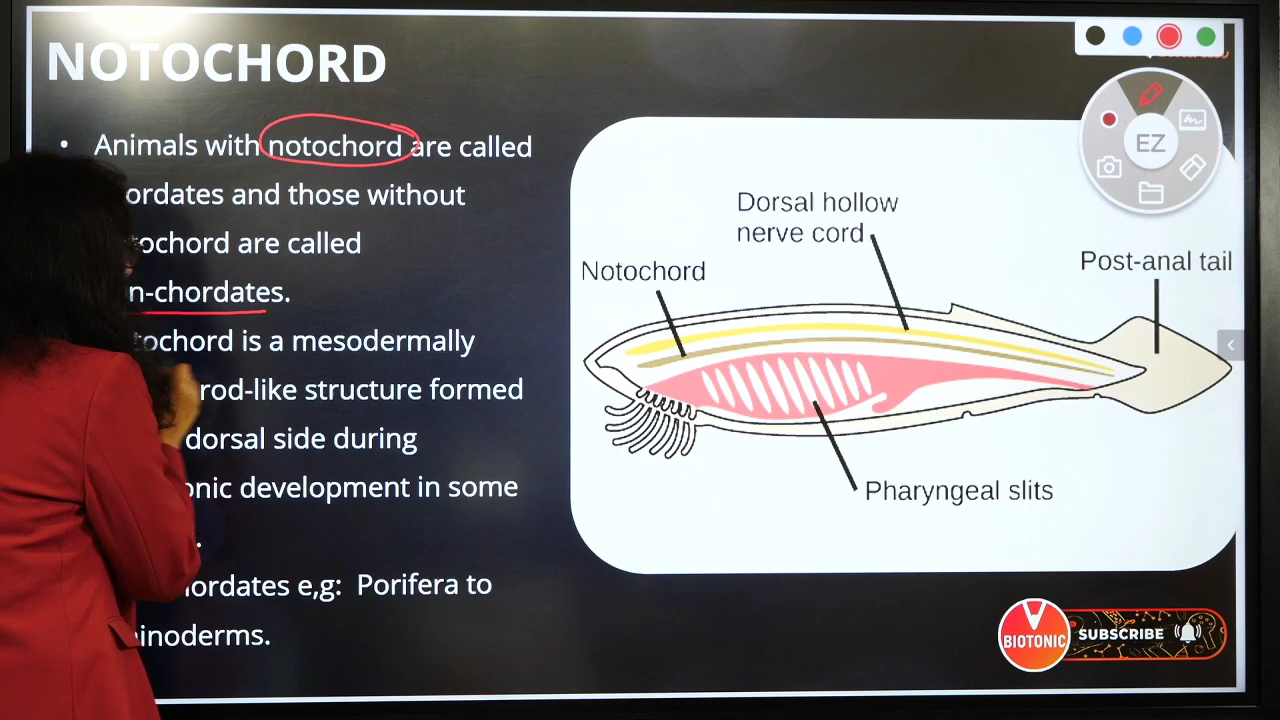 NOTOCHORD
• Animals with notochord are called
ordates and those without
tochord are called
n-chordates.
tochord is a mesodermally
rod-like structure formed
dorsal side during
onic development in some
.
ordates e,g: Porifera to
inoderms.
Dorsal hollow
nerve cord
Notochord
Post-anal tail
Pharyngeal slits
EZ
BIOTONIC
SUBSCRIBE